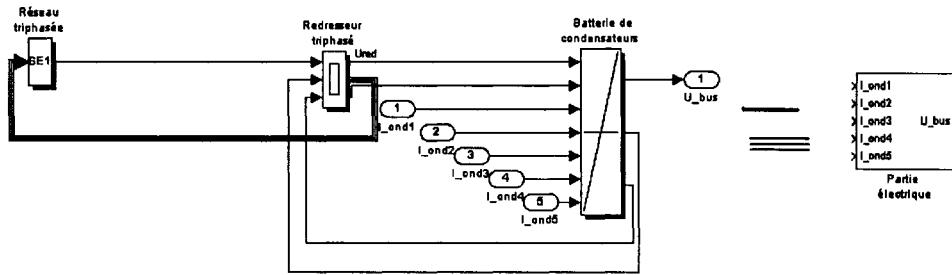 Réseau
triphasée
SE1
Redresseur
triphasé
Ured
Batterie de
condensateurs
1
I_ond1
2
I_ond2
3
I_ond3
4
I_ond4
5
I_ond5
1
U_bus
I_ond1
I_ond2
I_ond3
I_ond4
I_ond5
U_bus
Partie
électrique